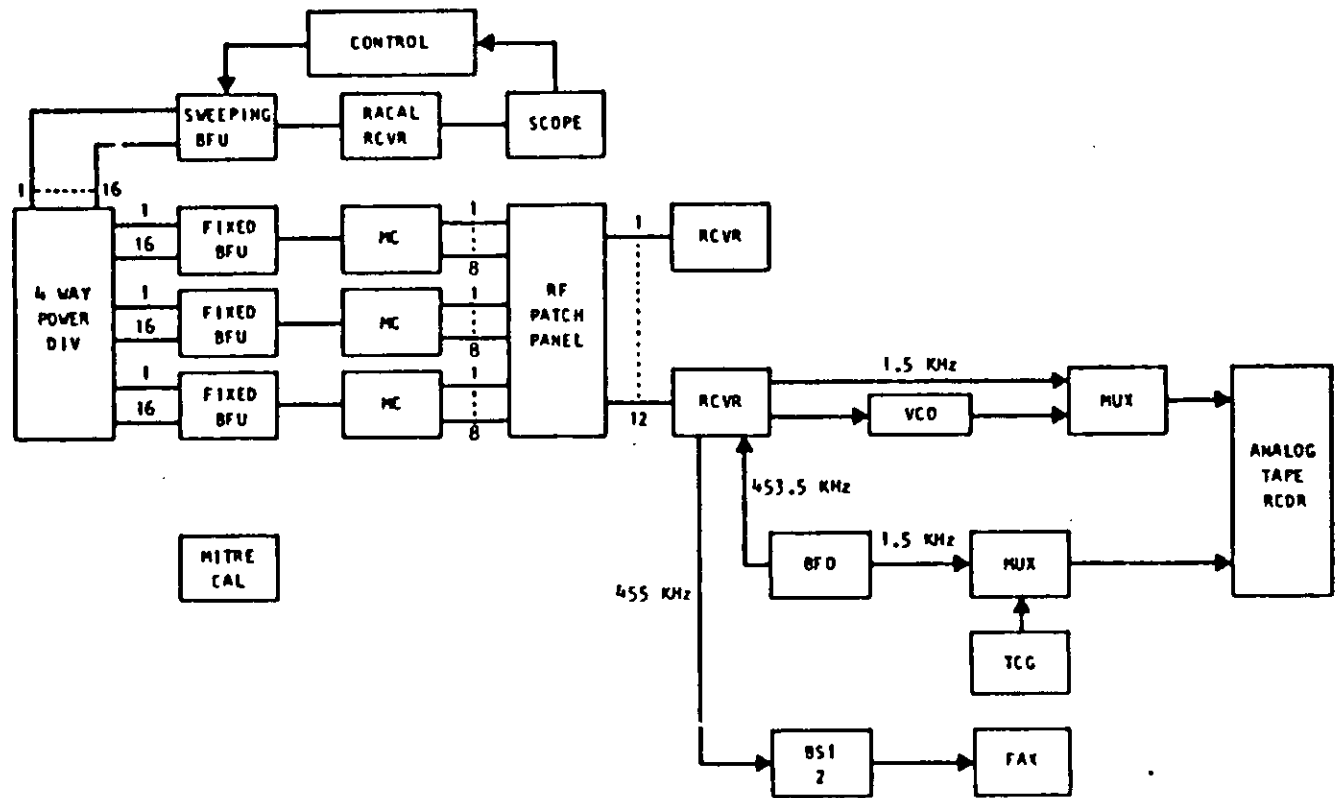 CONTROL
SWEEPING
BFU
RACAL
RCVR
SCOPE
1
16
4 WAY
POWER
DIV
1
16
FIXED
BFU
MC
1
8
1
16
FIXED
BFU
MC
1
8
1
16
FIXED
BFU
MC
1
8
RF
PATCH
PANEL
1
12
RCVR
RCVR
1.5 KHz
VCO
MUX
ANALOG
TAPE
RCDR
453.5 KHz
BFO
1.5 KHz
MUX
TCG
455 KHz
MITRE
CAL
BS1
2
FAX